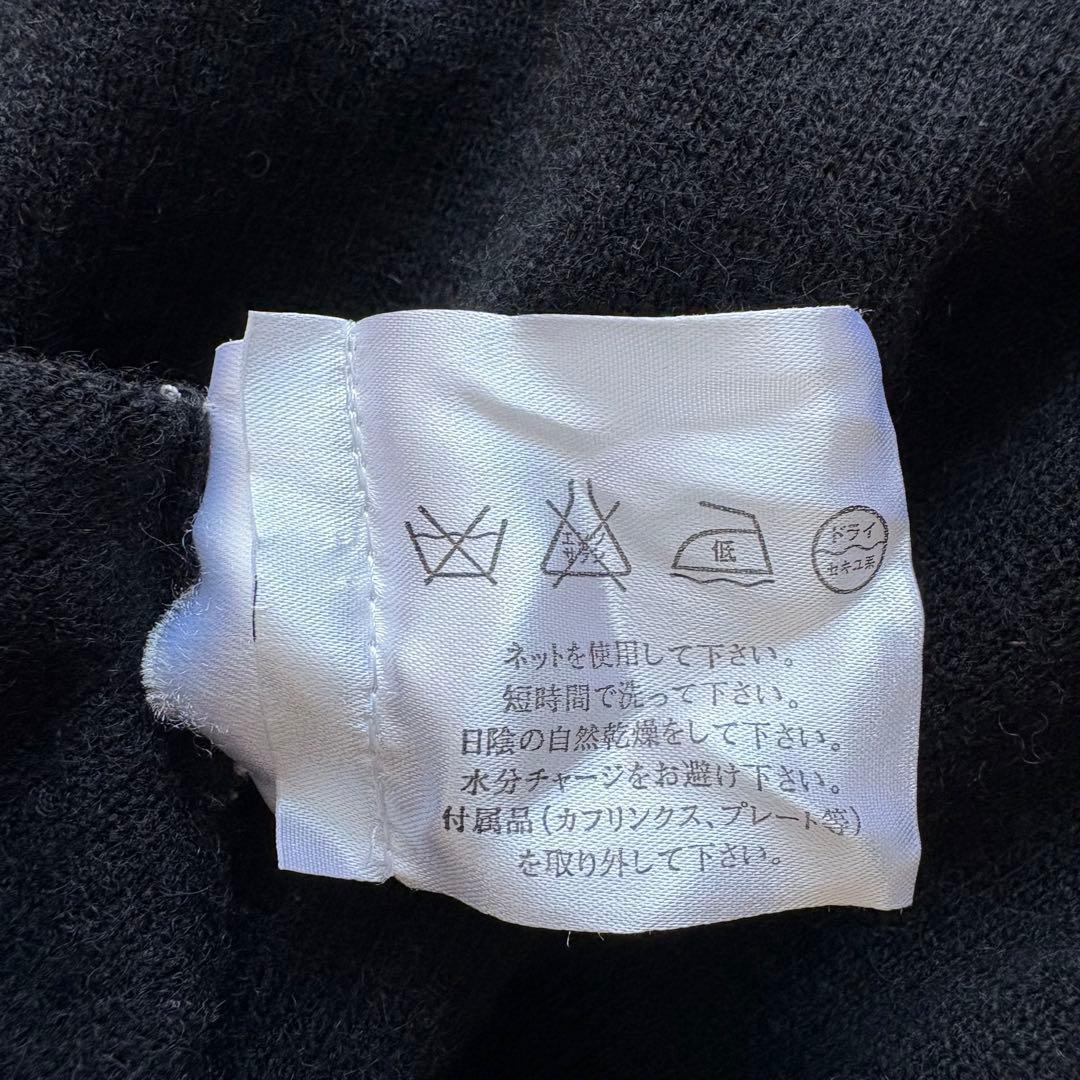 エンソ
サラシ
低
ドライ
セキユ系
ネットを使用して下さい。
短時間で洗って下さい。
日陰の自然乾燥をして下さい。
水分チャージをお避け下さい。
付属品(カフリンクス、プレート等)
を取り外して下さい。